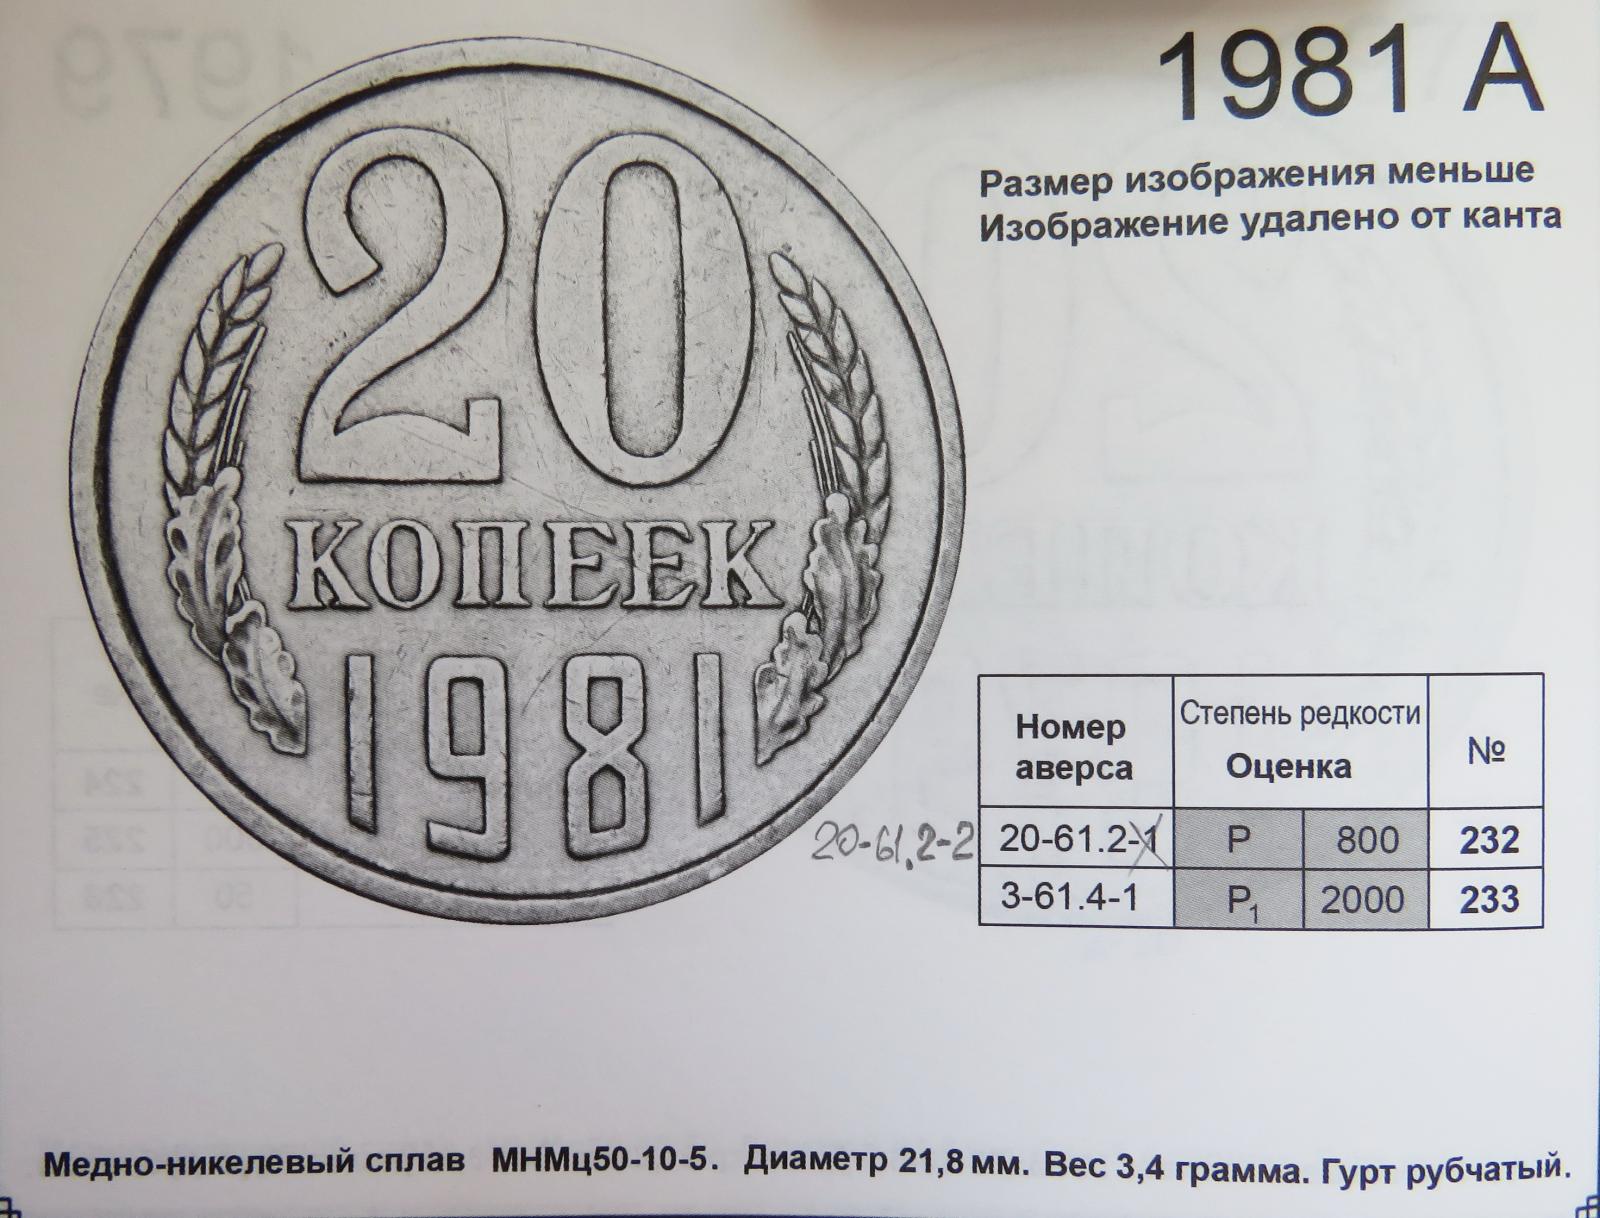 1981 А
Размер изображения меньше
Изображение удалено от канта
20
КОПЕЕК
1981
Номер аверса Степень редкости Оценка №
20-61.2-2 20-61.2-1 Р 800 232
3-61.4-1 Р1 2000 233
Медно-никелевый сплав МНМц50-10-5. Диаметр 21,8 мм. Вес 3,4 грамма. Гурт рубчатый.